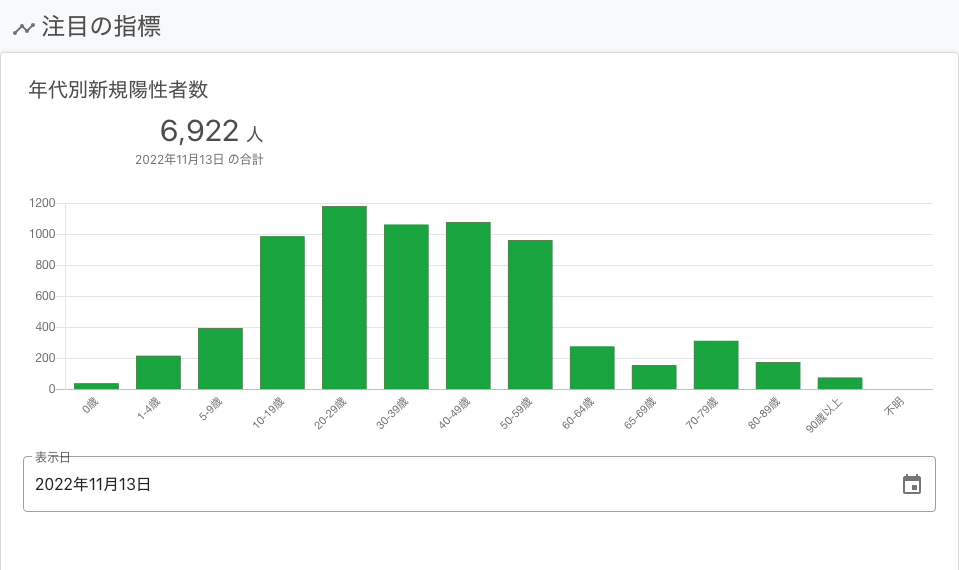 注目の指標
年代別新規陽性者数
6,922 人
2022年11月13日 の合計
1200
1000
800
600
400
200
0
0歳
1-4歳
5-9歳
10-19歳
20-29歳
30-39歳
40-49歳
50-59歳
60-64歳
65-69歳
70-79歳
80-89歳
90歳以上
不明
表示日
2022年11月13日